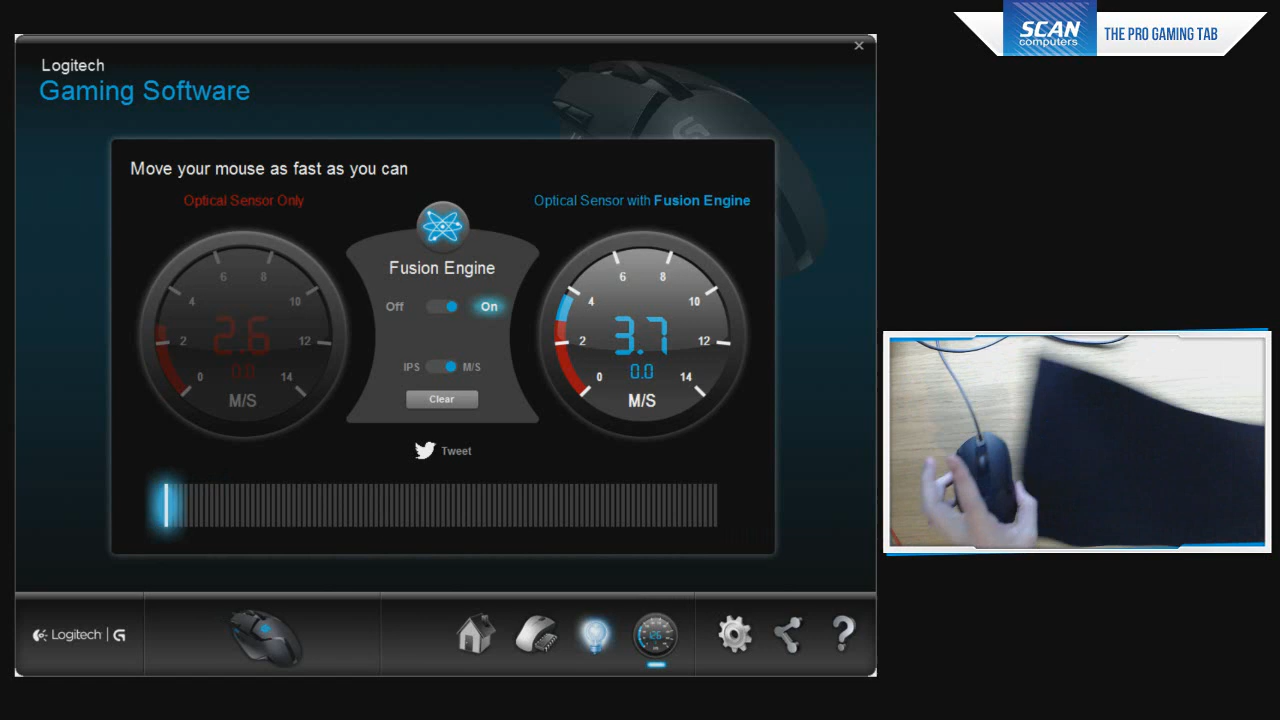 SCAN
computers
THE PRO GAMING TAB
Logitech
Gaming Software
Move your mouse as fast as you can
Optical Sensor Only
Optical Sensor with Fusion Engine
6 8
4 10
2 12
0 14
2.6
0.0
M/S
Fusion Engine
Off On
IPS M/S
Clear
6 8
4 10
2 12
0 14
3.7
0.0
M/S
Tweet
Logitech | G